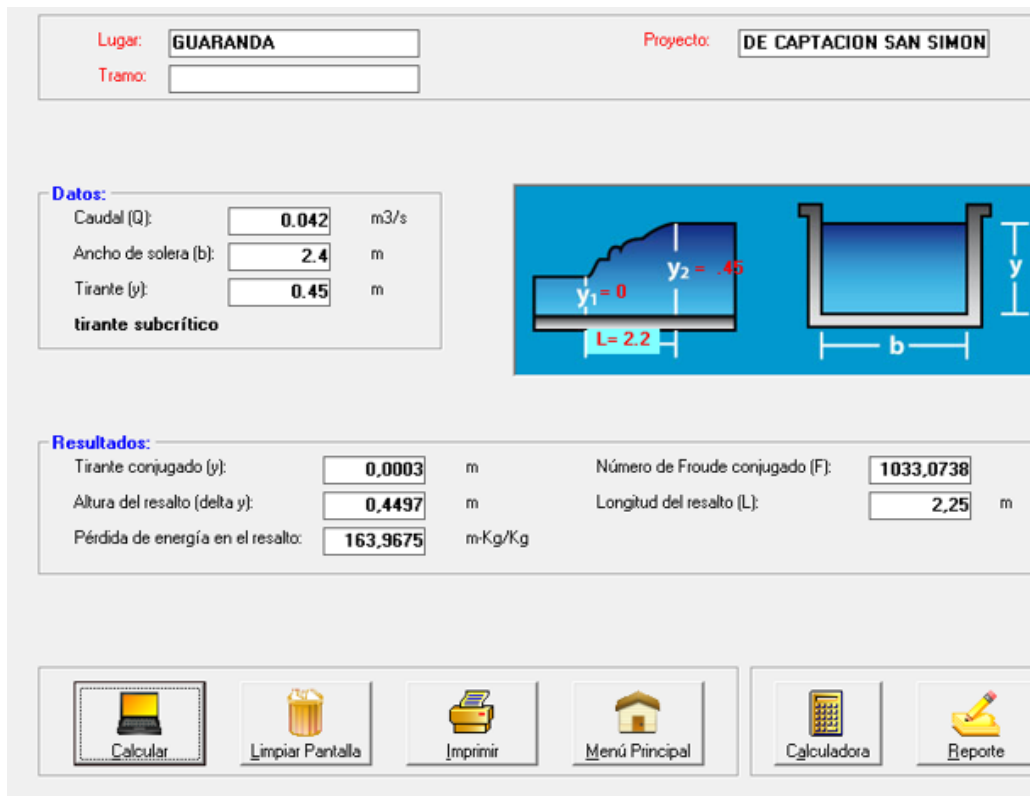 Lugar: GUARANDA Proyecto: DE CAPTACION SAN SIMON
Tramo:
Datos:
Caudal (Q): 0.042 m3/s
Ancho de solera (b): 2.4 m
Tirante (y): 0.45 m
tirante subcrítico
y1 = 0
y2 = .45
L= 2.2
b
y
Resultados:
Tirante conjugado (y): 0,0003 m Número de Froude conjugado (F): 1033,0738
Altura del resalto (delta y): 0,4497 m Longitud del resalto (L): 2,25 m
Pérdida de energía en el resalto: 163,9675 m-Kg/Kg
Calcular Limpiar Pantalla Imprimir Menú Principal Calculadora Reporte